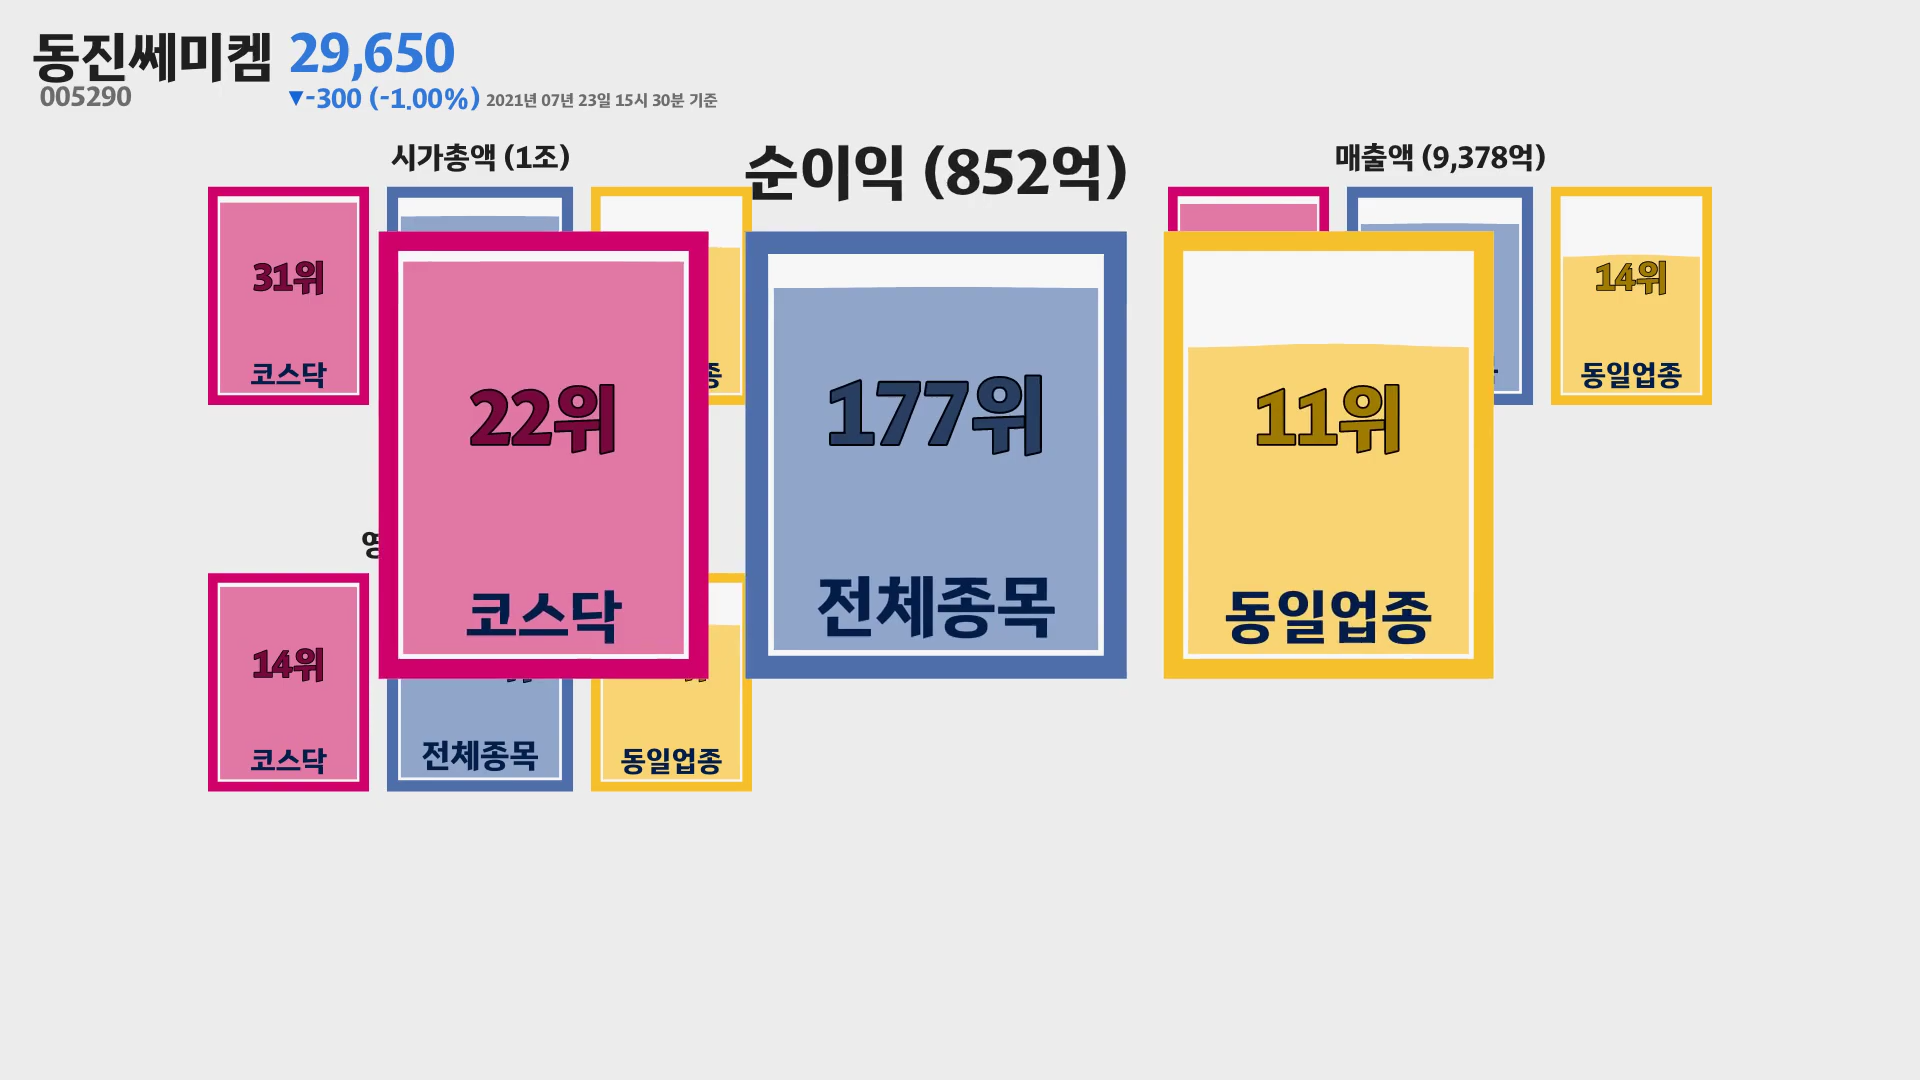 동진쎄미켐 29,650
005290 ▼-300 (-1.00%) 2021년 07년 23일 15시 30분 기준
시가총액 (1조)
순이익 (852억)
매출액 (9,378억)
31위
코스닥
22위
코스닥
177위
전체종목
11위
동일업종
14위
동일업종
14위
코스닥
전체종목
동일업종